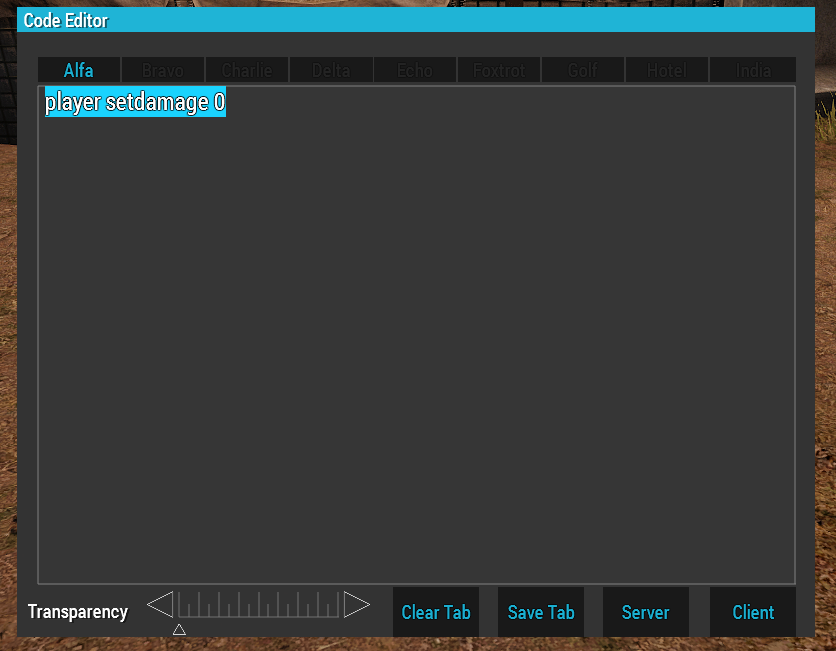 Code Editor
Alfa Bravo Charlie Delta Echo Foxtrot Golf Hotel India
player setdamage 0
Transparency Clear Tab Save Tab Server Client